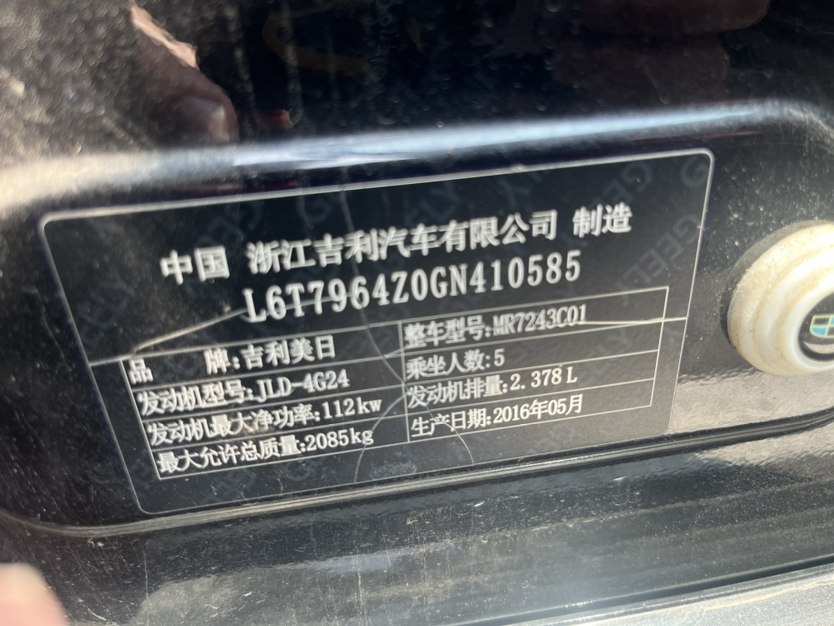 中国 浙江吉利汽车有限公司 制造
L6T7964Z0GN410585
品 牌:吉利美日 整车型号:MR7243C01
发动机型号:JLD-4G24 乘坐人数:5
发动机最大净功率:112kw 发动机排量:2.378L
最大允许总质量:2085kg 生产日期:2016年05月